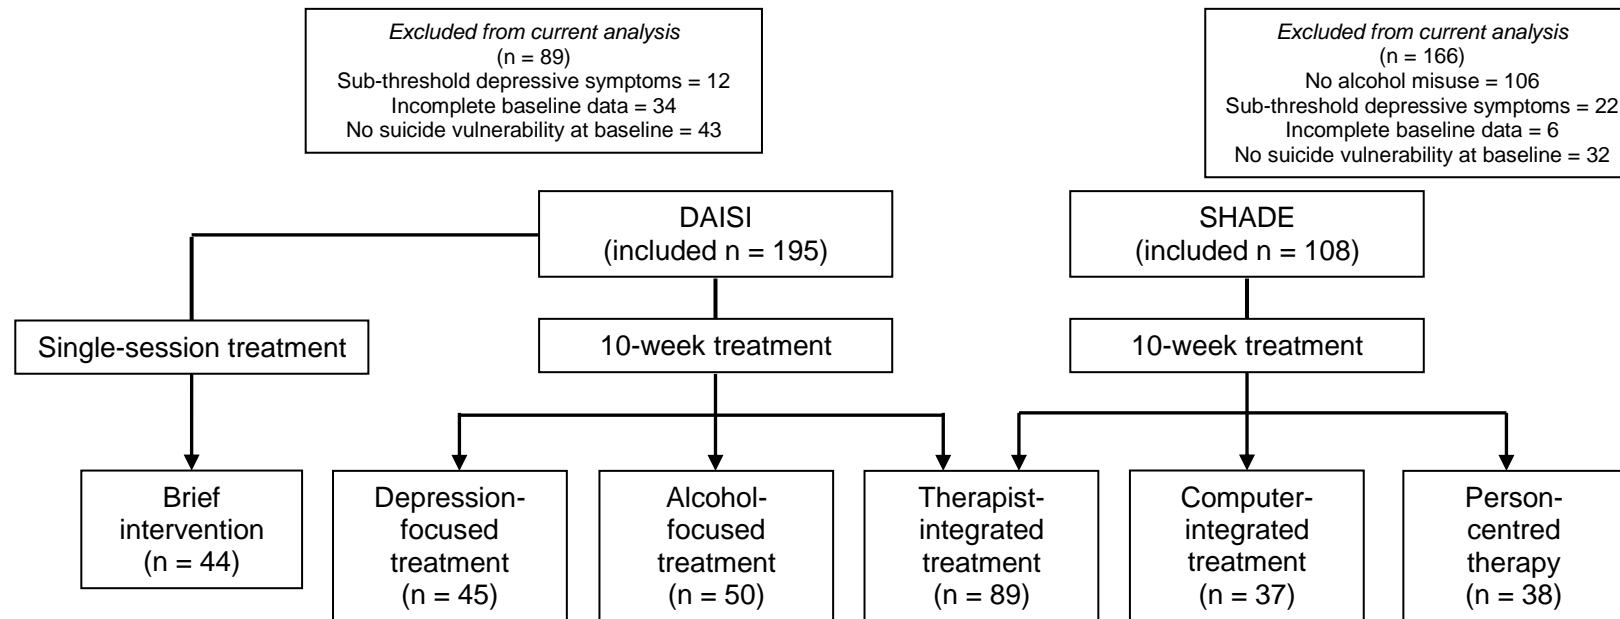 Excluded from current analysis
(n = 89)
Sub-threshold depressive symptoms = 12
Incomplete baseline data = 34
No suicide vulnerability at baseline = 43
Excluded from current analysis
(n = 166)
No alcohol misuse = 106
Sub-threshold depressive symptoms = 22
Incomplete baseline data = 6
No suicide vulnerability at baseline = 32
DAISI
(included n = 195)
SHADE
(included n = 108)
Single-session treatment
10-week treatment
10-week treatment
Brief
intervention
(n = 44)
Depression-
focused
treatment
(n = 45)
Alcohol-
focused
treatment
(n = 50)
Therapist-
integrated
treatment
(n = 89)
Computer-
integrated
treatment
(n = 37)
Person-
centred
therapy
(n = 38)